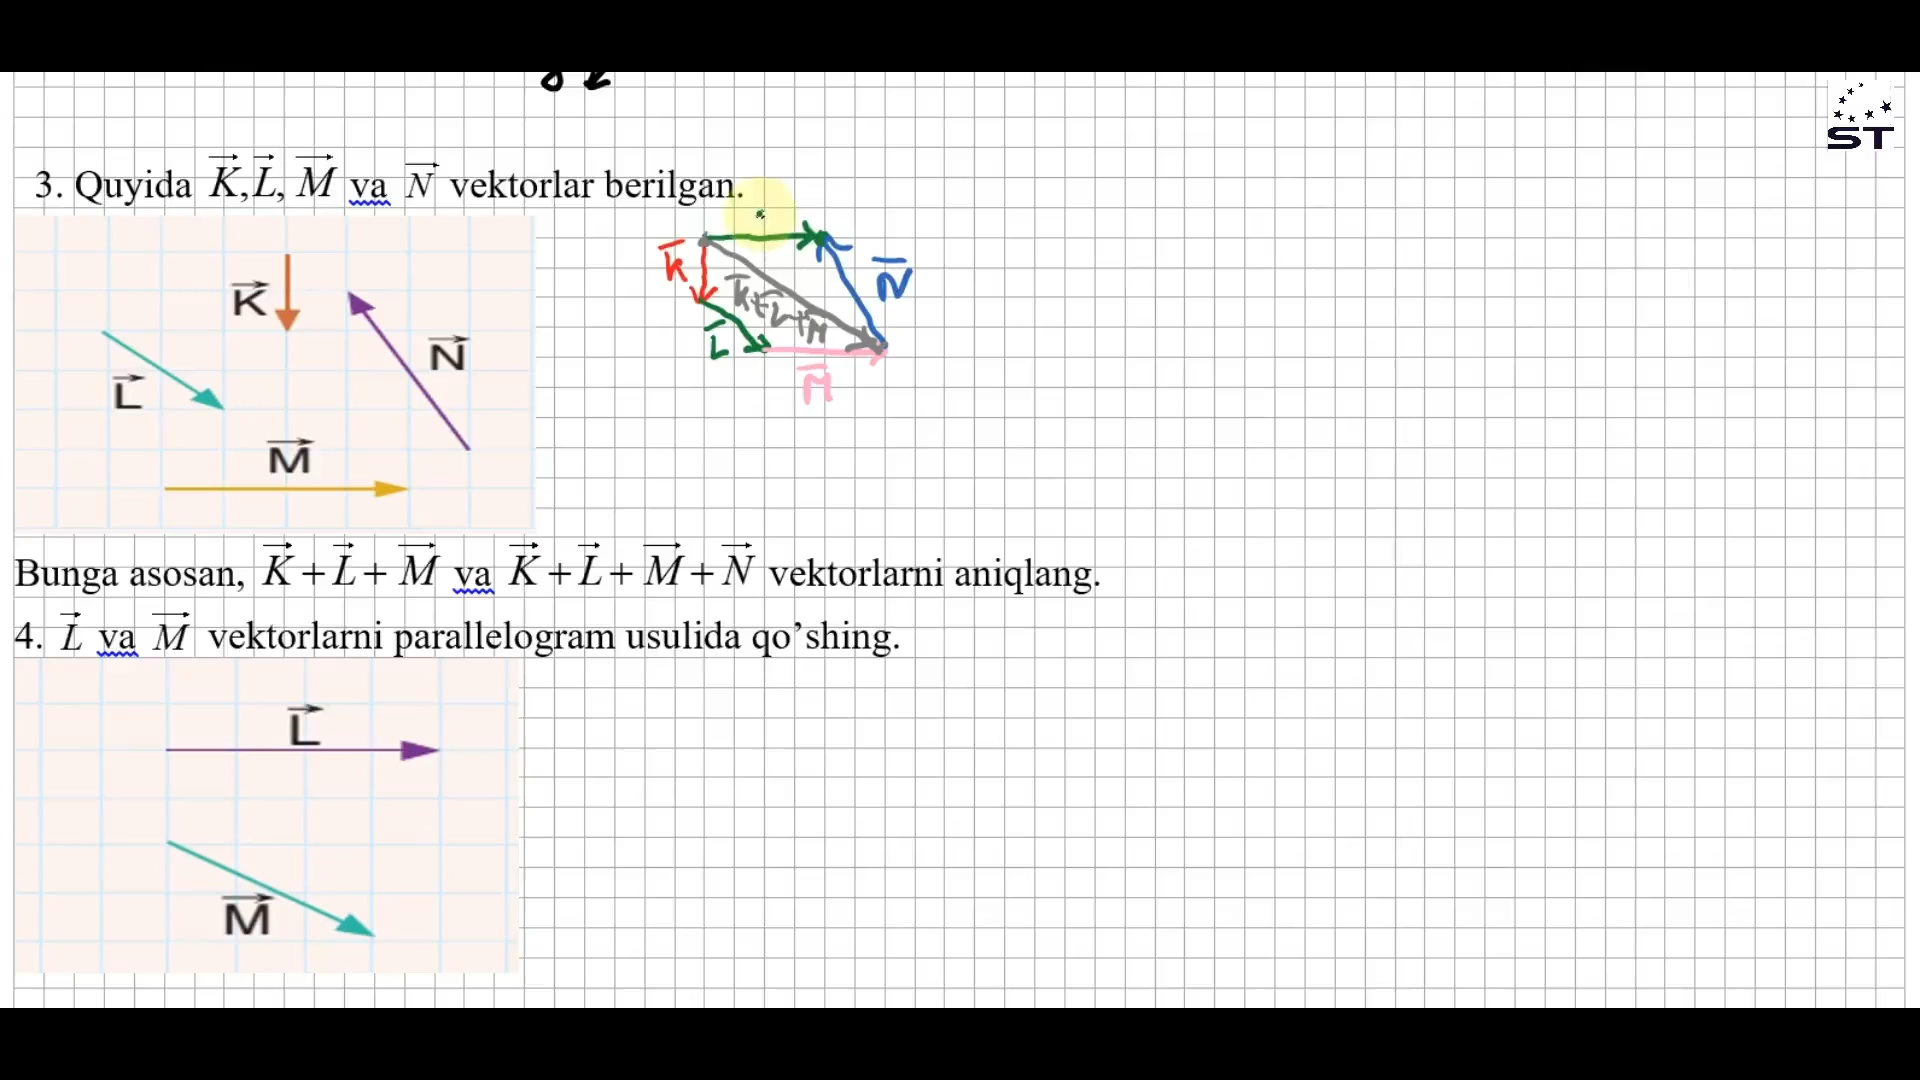 ST
3. Quyida K, L, M va N vektorlar berilgan.
K
N
L
M
K
N
K+L+M
L
M
Bunga asosan, K + L + M va K + L + M + N vektorlarni aniqlang.
4. L va M vektorlarni parallelogram usulida qo’shing.
L
M